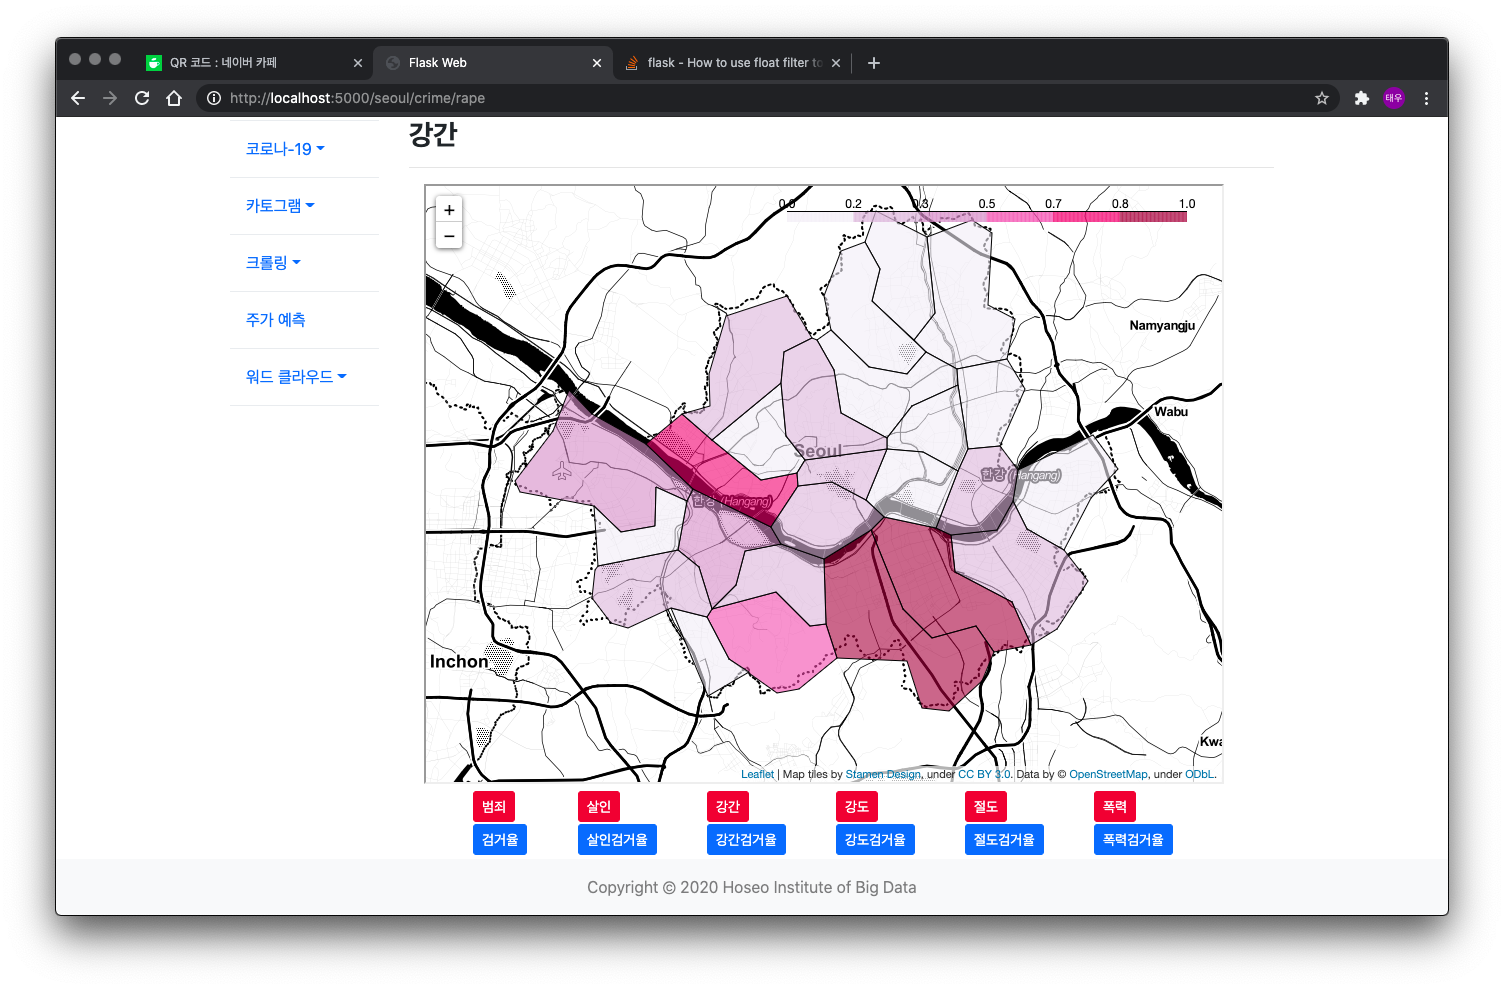 QR 코드 : 네이버 카페
Flask Web
flask - How to use float filter to
http://localhost:5000/seoul/crime/rape
태우
코로나-19
카토그램
크롤링
주가 예측
워드 클라우드
강간
+
−
0.0 0.2 0.3 0.5 0.7 0.8 1.0
Namyangju
Wabu
Seoul
한강 (Hangang)
한강 (Hangang)
Inchon
Kwa
Leaflet | Map tiles by Stamen Design, under CC BY 3.0. Data by © OpenStreetMap, under ODbL.
범죄 살인 강간 강도 절도 폭력
검거율 살인검거율 강간검거율 강도검거율 절도검거율 폭력검거율
Copyright © 2020 Hoseo Institute of Big Data